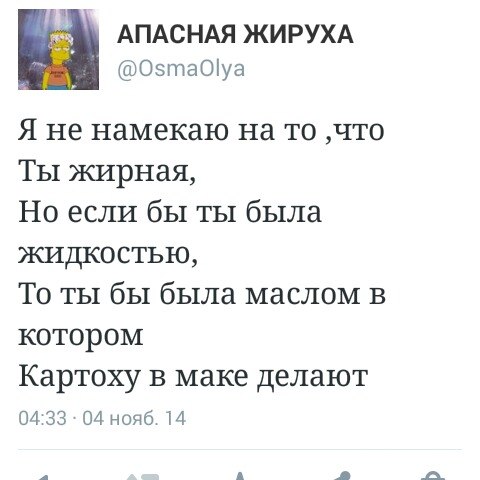 АПАСНАЯ ЖИРУХА
@OsmaOlya
Я не намекаю на то ,что
Ты жирная,
Но если бы ты была
жидкостью,
То ты бы была маслом в
котором
Картоху в маке делают
04:33 · 04 нояб. 14